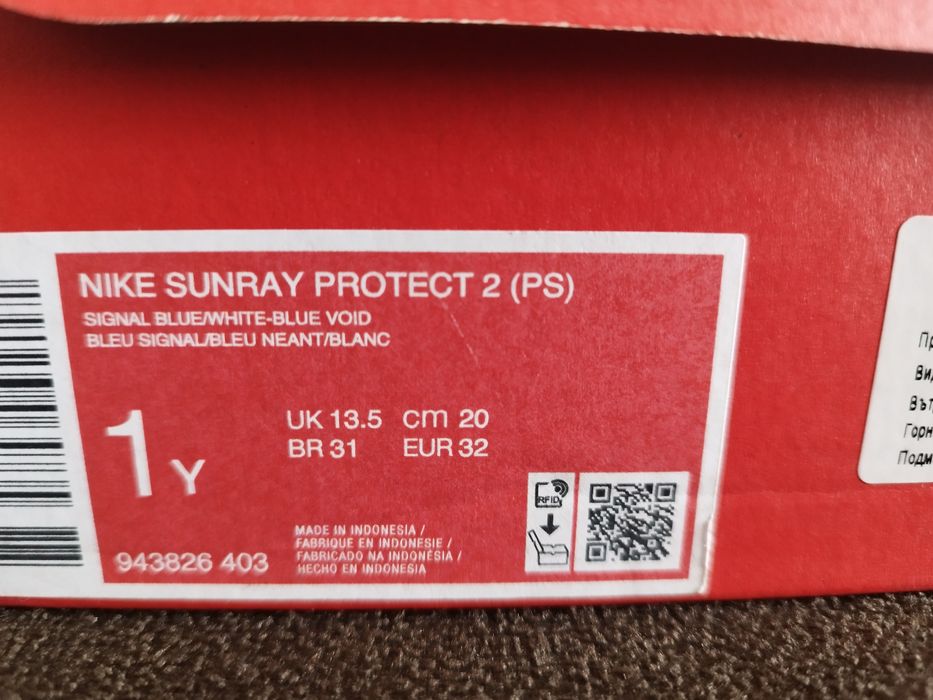 NIKE SUNRAY PROTECT 2 (PS)
SIGNAL BLUE/WHITE-BLUE VOID
BLEU SIGNAL/BLEU NEANT/BLANC
1Y
UK 13.5 cm 20
BR 31 EUR 32
RFID
943826 403
MADE IN INDONESIA /
FABRIQUE EN INDONESIE /
FABRICADO NA INDONÉSIA /
HECHO EN INDONESIA